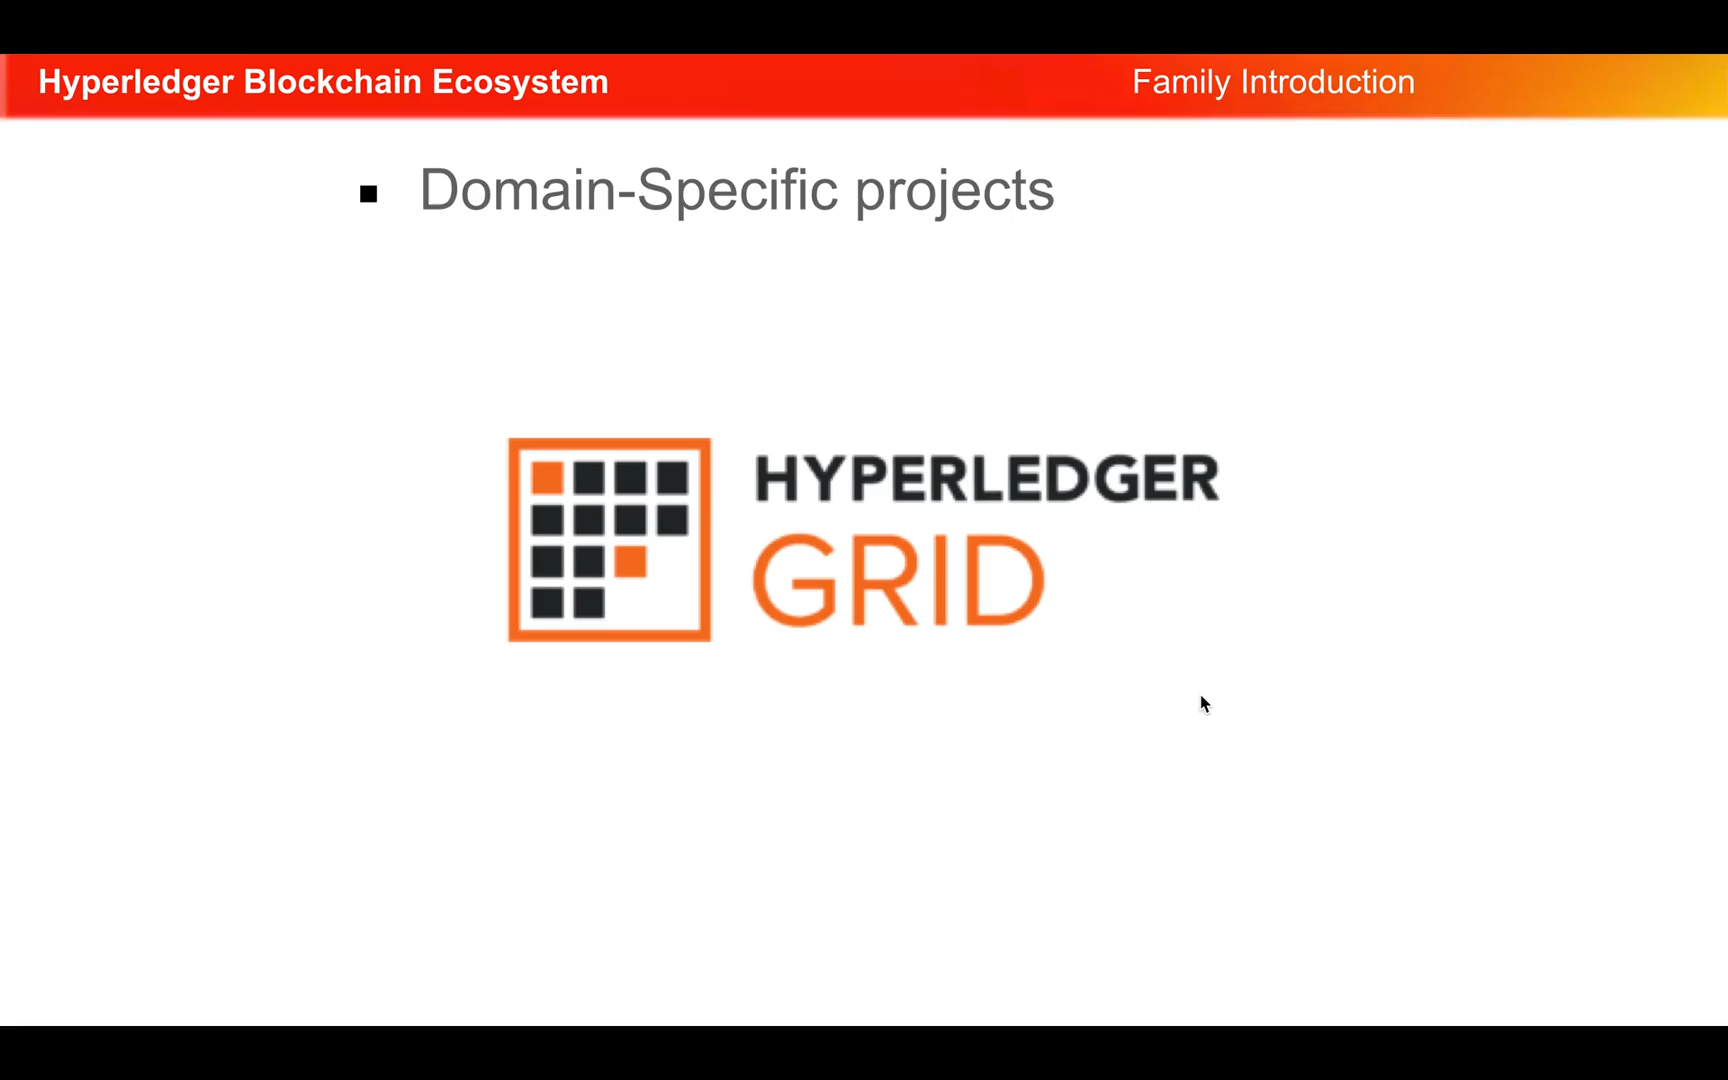 Hyperledger Blockchain Ecosystem
Family Introduction
Domain-Specific projects
HYPERLEDGER
GRID